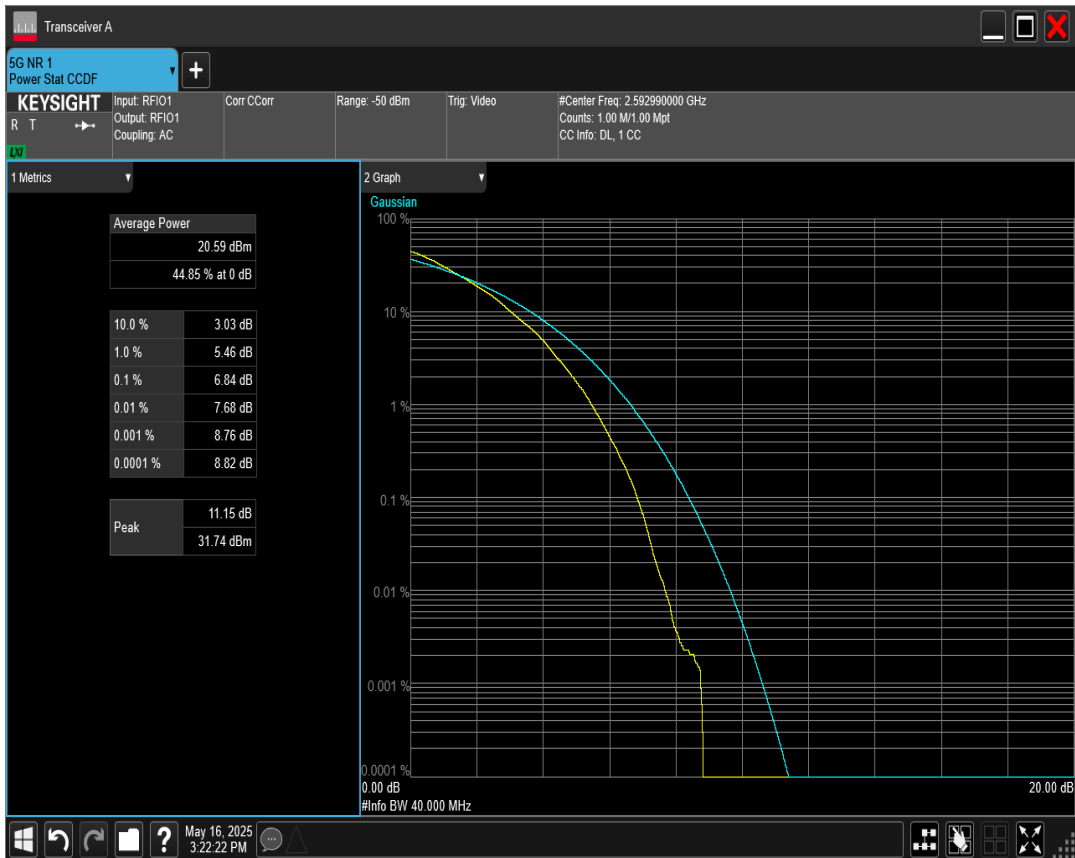 Transceiver A
5G NR 1
Power Stat CCDF
+
KEYSIGHT
R T
LXI
Input: RFIO1
Output: RFIO1
Coupling: AC
Corr CCorr
Range: -50 dBm
Trig: Video
#Center Freq: 2.592990000 GHz
Counts: 1.00 M/1.00 Mpt
CC Info: DL, 1 CC
1 Metrics
Average Power
20.59 dBm
44.85 % at 0 dB
10.0 % 3.03 dB
1.0 % 5.46 dB
0.1 % 6.84 dB
0.01 % 7.68 dB
0.001 % 8.76 dB
0.0001 % 8.82 dB
Peak
11.15 dB
31.74 dBm
2 Graph
Gaussian
100 %
10 %
1 %
0.1 %
0.01 %
0.001 %
0.0001 %
0.00 dB 20.00 dB
#Info BW 40.000 MHz
?
May 16, 2025
3:22:22 PM